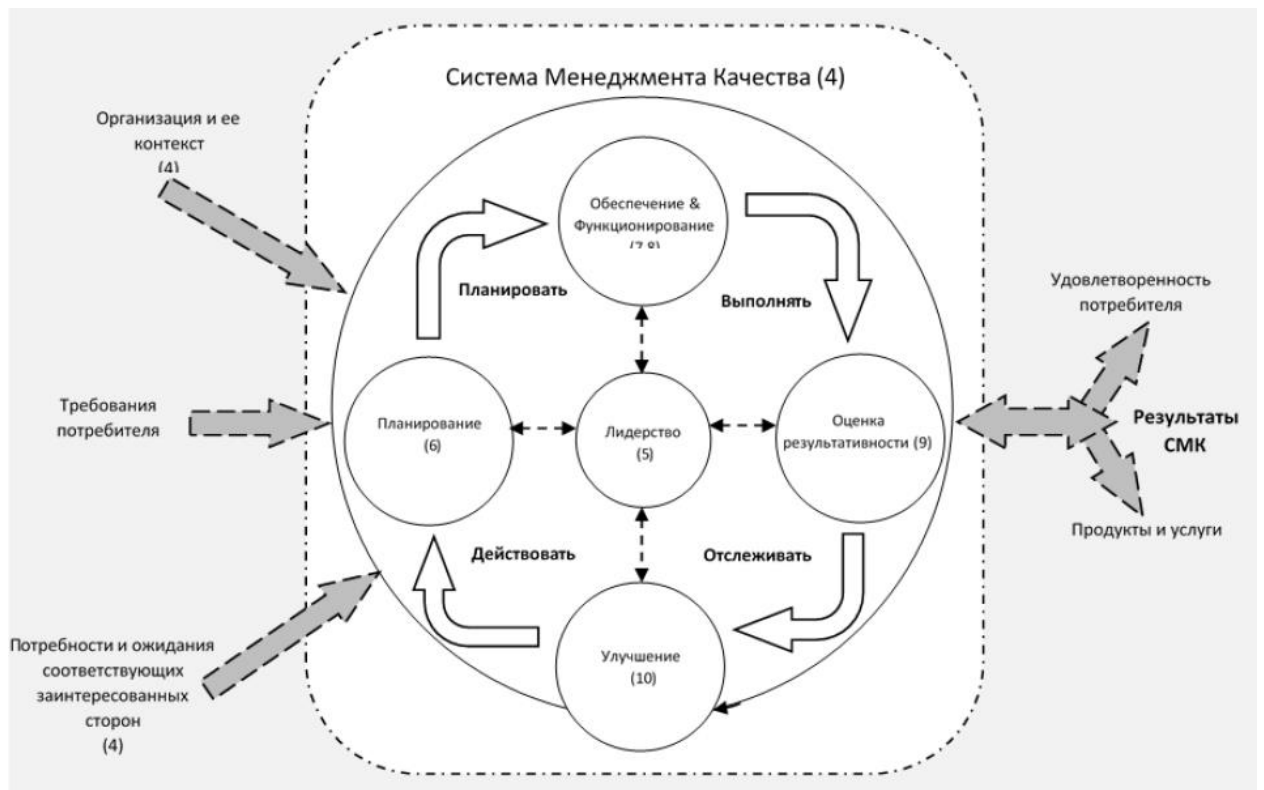 Система Менеджмента Качества (4)
Организация и ее
контекст
(4)
Обеспечение &
Функционирование
Планировать
Выполнять
Удовлетворенность
потребителя
Требования
потребителя
Планирование
(6)
Лидерство
(5)
Оценка
результативности (9)
Результаты
СМК
Действовать
Отслеживать
Продукты и услуги
Потребности и ожидания
соответствующих
заинтересованных
сторон
(4)
Улучшение
(10)